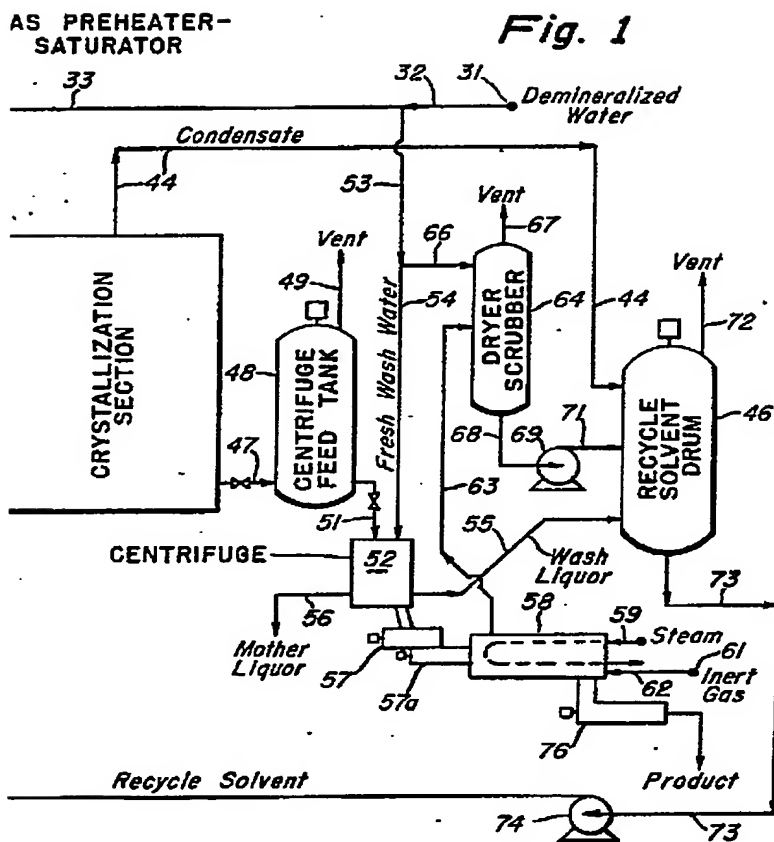 AS PREHEATER-
SATURATOR
Fig. 1
33
32
31
Demineralized
Water
Condensate
44
44
53
66
Vent
67
Vent
49
54
DRYER
SCRUBBER
64
44
Vent
72
CRYSTALLIZATION
SECTION
48
CENTRIFUGE
FEED TANK
Fresh Wash Water
46
RECYCLE
SOLVENT
DRUM
68
69
71
47
63
51
55
Wash
Liquor
CENTRIFUGE
52
73
56
Mother
Liquor
58
59
Steam
57
57a
61
62
Inert
Gas
76
Product
Recycle Solvent
74
73